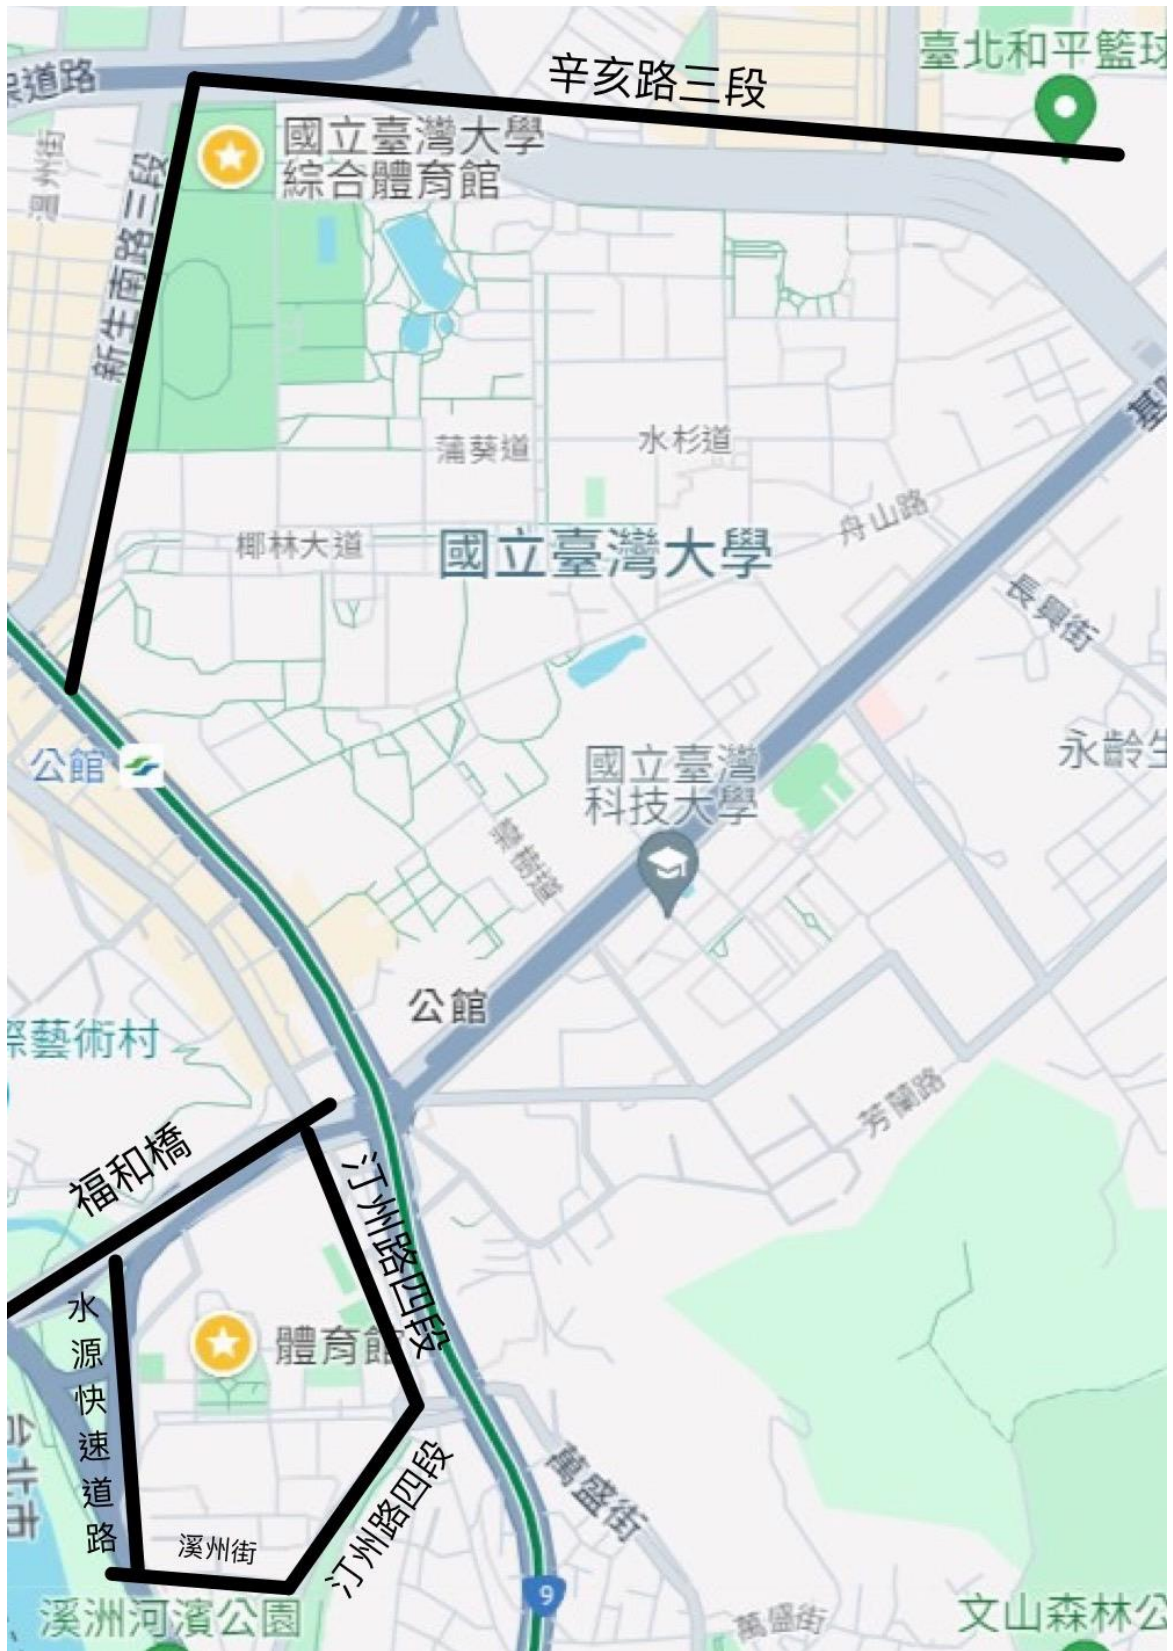 辛亥路三段
臺北和平籃球
道路
國立臺灣大學
綜合體育館
溫州街
新生南路三段
蒲葵道
水杉道
舟山路
椰林大道
國立臺灣大學
長興街
公館
國立臺灣
科技大學
永齡生
公館
際藝術村
芳蘭路
福和橋
汀州路四段
水源快速道路
體育館
台北市
汀州路四段
萬盛街
溪州街
9
溪洲河濱公園
萬盛街
文山森林公